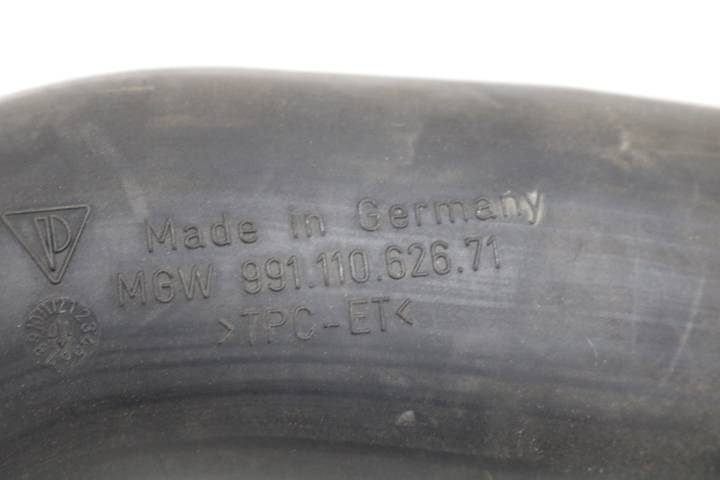 Made in Germany
MGW 991.110.626.71
>TPC-ET<